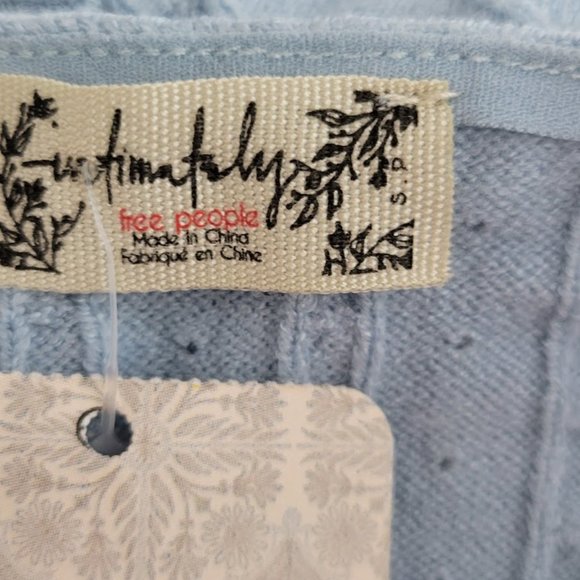 intimately
free people
Made in China
Fabriqué en Chine
S.P